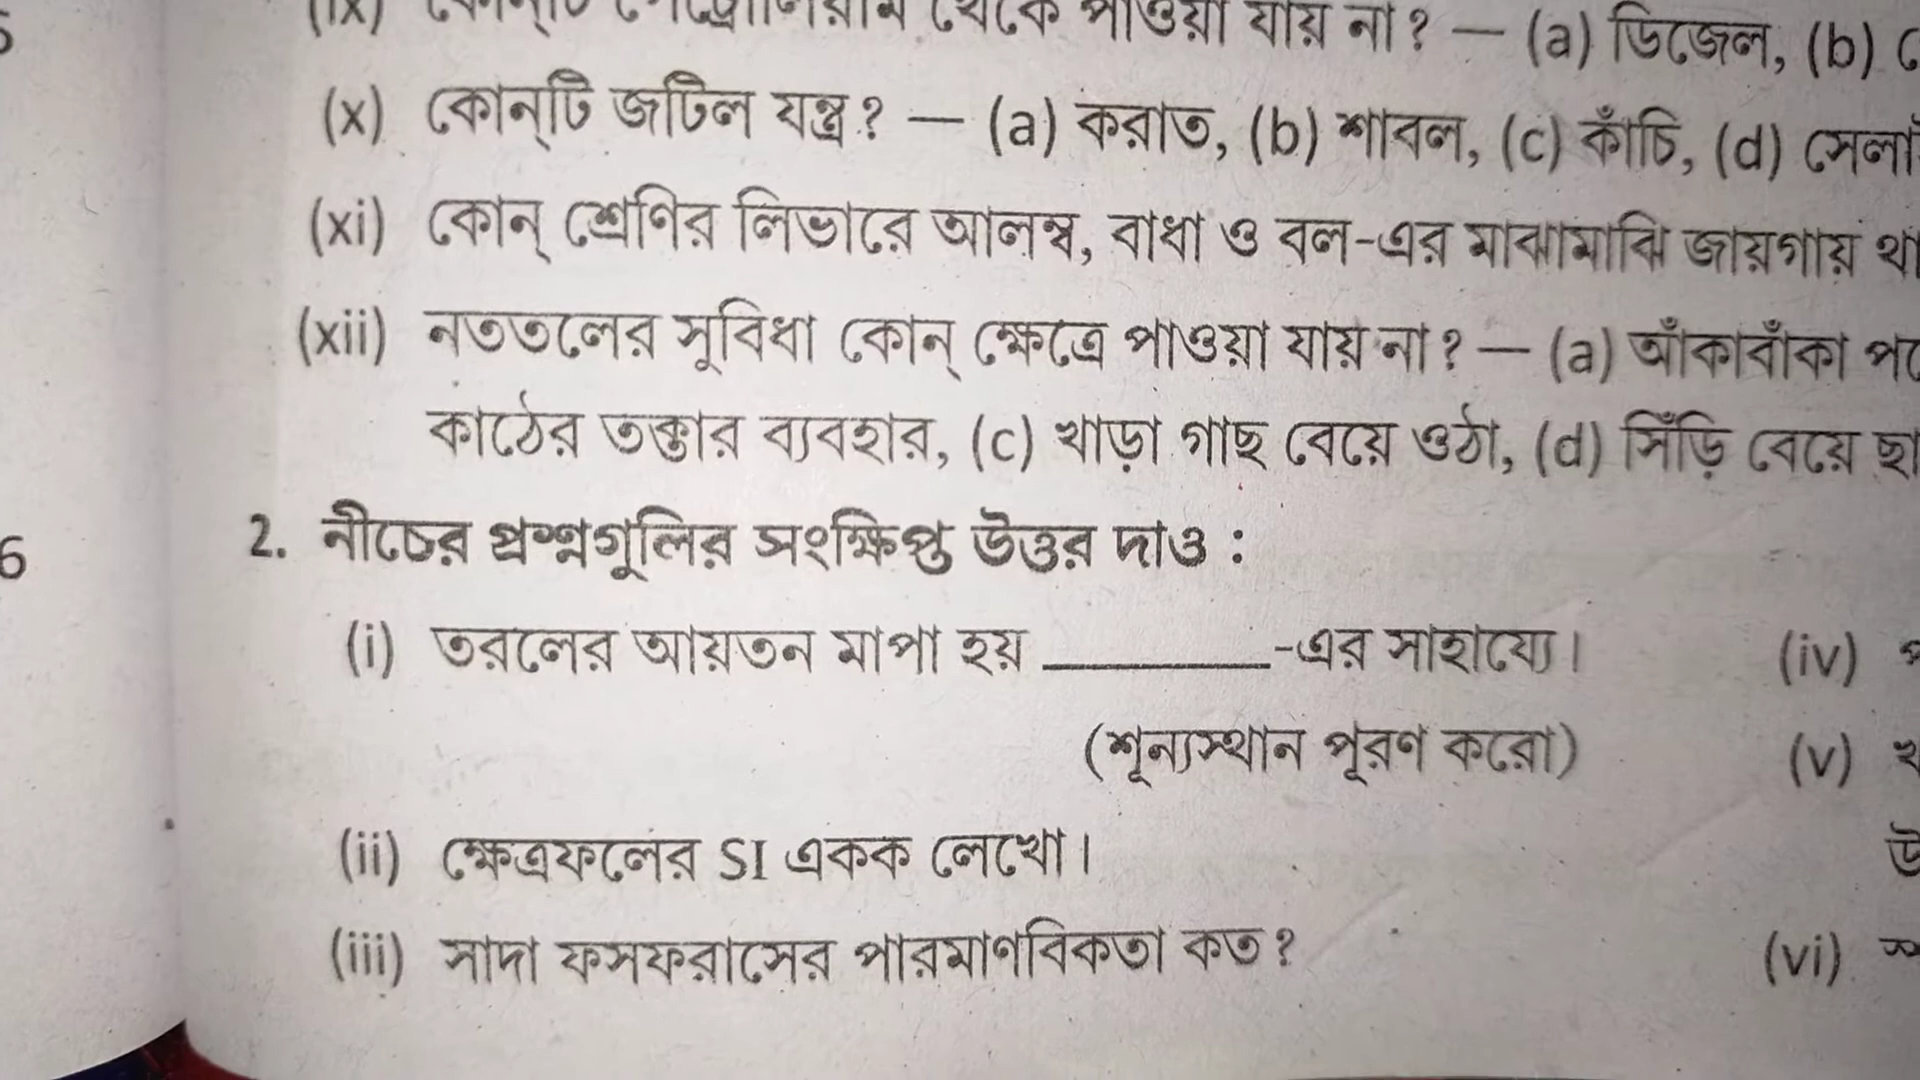 (ix) কোন্‌টি পেট্রোলিয়াম থেকে পাওয়া যায় না? — (a) ডিজেল, (b)
(x) কোন্‌টি জটিল যন্ত্র? — (a) করাত, (b) শাবল, (c) কাঁচি, (d) সেলা
(xi) কোন্ শ্রেণির লিভারে আলম্ব, বাধা ও বল-এর মাঝামাঝি জায়গায় থা
(xii) নততলের সুবিধা কোন্ ক্ষেত্রে পাওয়া যায় না? — (a) আঁকাবাঁকা প
কাঠের তক্তার ব্যবহার, (c) খাড়া গাছ বেয়ে ওঠা, (d) সিঁড়ি বেয়ে ছা
6
2. নীচের প্রশ্নগুলির সংক্ষিপ্ত উত্তর দাও :
(i) তরলের আয়তন মাপা হয় ________-এর সাহায্যে। (iv)
(শূন্যস্থান পূরণ করো) (v)
(ii) ক্ষেত্রফলের SI একক লেখো। উ
(iii) সাদা ফসফরাসের পারমাণবিকতা কত? (vi)